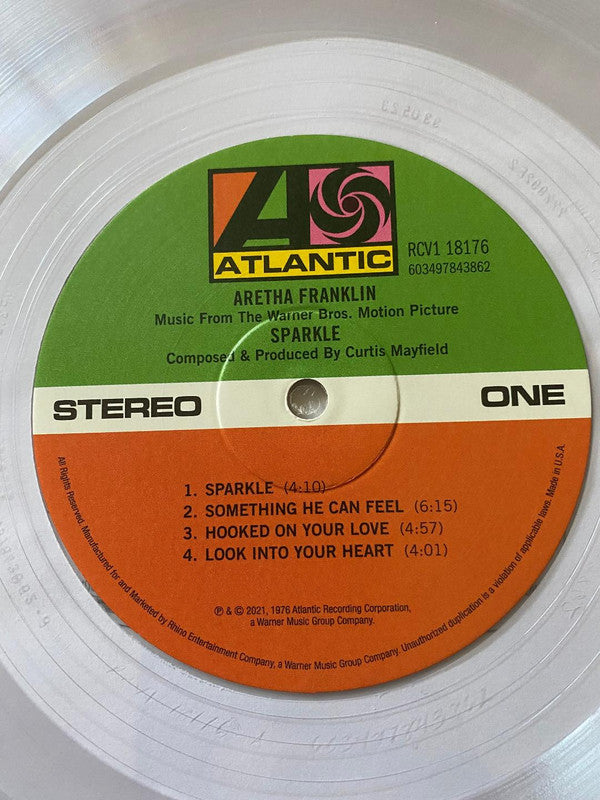 ATLANTIC
RCV1 18176
603497843862
ARETHA FRANKLIN
Music From The Warner Bros. Motion Picture
SPARKLE
Composed & Produced By Curtis Mayfield
STEREO
ONE
1. SPARKLE (4:10)
2. SOMETHING HE CAN FEEL (6:15)
3. HOOKED ON YOUR LOVE (4:57)
4. LOOK INTO YOUR HEART (4:01)
℗ & © 2021, 1976 Atlantic Recording Corporation,
a Warner Music Group Company.
All Rights Reserved. Manufactured for and Marketed by Rhino Entertainment Company, a Warner Music Group Company. Unauthorized duplication is a violation of applicable laws. Made in U.S.A.